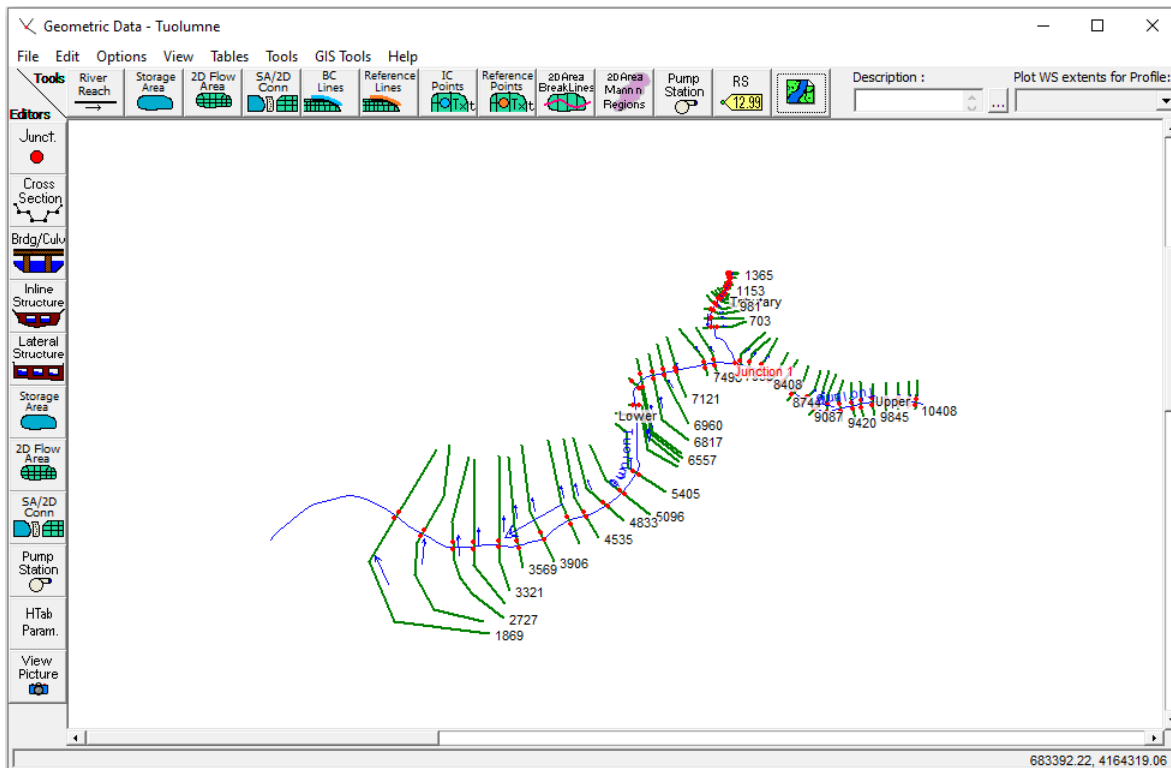 Geometric Data - Tuolumne
File Edit Options View Tables Tools GIS Tools Help
Tools
Editors
River
Reach
Storage
Area
2D Flow
Area
SA/2D
Conn
BC
Lines
Reference
Lines
IC
Points
Reference
Points
2D Area
BreakLines
2D Area
Mann n
Regions
Pump
Station
RS
12.99
Description :
...
Plot WS extents for Profile:
Junct.
Cross
Section
Brdg/Culv
Inline
Structure
Lateral
Structure
Storage
Area
2D Flow
Area
SA/2D
Conn
Pump
Station
HTab
Param.
View
Picture
1365
1153
981
703
Junction 1
8408
8744
Upper
10408
9087
9420
9845
7121
Lower
6960
6817
6557
5405
5096
4833
4535
3906
3569
3321
2727
1869
683392.22, 4164319.06